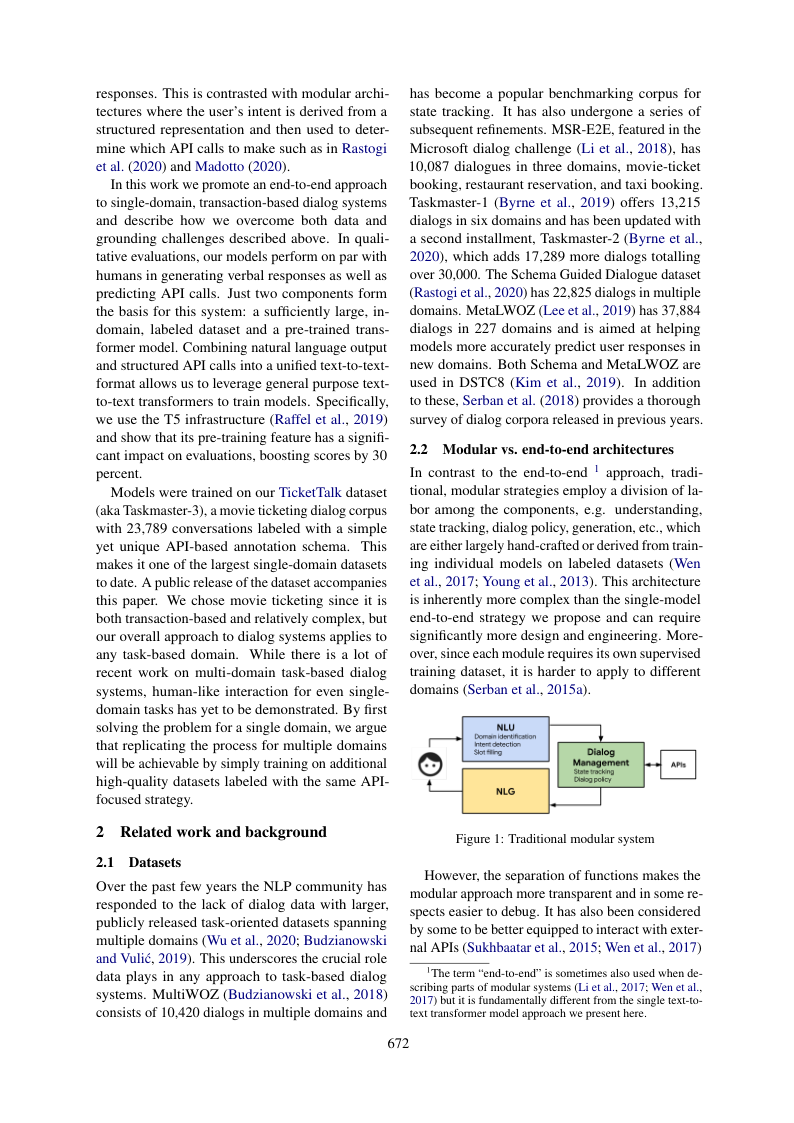 responses. This is contrasted with modular archi-
tectures where the user's intent is derived from a
structured representation and then used to deter-
mine which API calls to make such as in Rastogi
et al. (2020) and Madotto (2020).
In this work we promote an end-to-end approach
to single-domain, transaction-based dialog systems
and describe how we overcome both data and
grounding challenges described above. In quali-
tative evaluations, our models perform on par with
humans in generating verbal responses as well as
predicting API calls. Just two components form
the basis for this system: a sufficiently large, in-
domain, labeled dataset and a pre-trained trans-
former model. Combining natural language output
and structured API calls into a unified text-to-text-
format allows us to leverage general purpose text-
to-text transformers to train models. Specifically,
we use the T5 infrastructure (Raffel et al., 2019)
and show that its pre-training feature has a signifi-
cant impact on evaluations, boosting scores by 30
percent.
Models were trained on our TicketTalk dataset
(aka Taskmaster-3), a movie ticketing dialog corpus
with 23,789 conversations labeled with a simple
yet unique API-based annotation schema. This
makes it one of the largest single-domain datasets
to date. A public release of the dataset accompanies
this paper. We chose movie ticketing since it is
both transaction-based and relatively complex, but
our overall approach to dialog systems applies to
any task-based domain. While there is a lot of
recent work on multi-domain task-based dialog
systems, human-like interaction for even single-
domain tasks has yet to be demonstrated. By first
solving the problem for a single domain, we argue
that replicating the process for multiple domains
will be achievable by simply training on additional
high-quality datasets labeled with the same API-
focused strategy.
2 Related work and background
2.1 Datasets
Over the past few years the NLP community has
responded to the lack of dialog data with larger,
publicly released task-oriented datasets spanning
multiple domains (Wu et al., 2020; Budzianowski
and Vulić, 2019). This underscores the crucial role
data plays in any approach to task-based dialog
systems. MultiWOZ (Budzianowski et al., 2018)
consists of 10,420 dialogs in multiple domains and
has become a popular benchmarking corpus for
state tracking. It has also undergone a series of
subsequent refinements. MSR-E2E, featured in the
Microsoft dialog challenge (Li et al., 2018), has
10,087 dialogues in three domains, movie-ticket
booking, restaurant reservation, and taxi booking.
Taskmaster-1 (Byrne et al., 2019) offers 13,215
dialogs in six domains and has been updated with
a second installment, Taskmaster-2 (Byrne et al.,
2020), which adds 17,289 more dialogs totalling
over 30,000. The Schema Guided Dialogue dataset
(Rastogi et al., 2020) has 22,825 dialogs in multiple
domains. MetaLWOZ (Lee et al., 2019) has 37,884
dialogs in 227 domains and is aimed at helping
models more accurately predict user responses in
new domains. Both Schema and MetaLWOZ are
used in DSTC8 (Kim et al., 2019). In addition
to these, Serban et al. (2018) provides a thorough
survey of dialog corpora released in previous years.
2.2 Modular vs. end-to-end architectures
In contrast to the end-to-end 1 approach, tradi-
tional, modular strategies employ a division of la-
bor among the components, e.g. understanding,
state tracking, dialog policy, generation, etc., which
are either largely hand-crafted or derived from train-
ing individual models on labeled datasets (Wen
et al., 2017; Young et al., 2013). This architecture
is inherently more complex than the single-model
end-to-end strategy we propose and can require
significantly more design and engineering. More-
over, since each module requires its own supervised
training dataset, it is harder to apply to different
domains (Serban et al., 2015a).
NLU
Domain identification
Intent detection
Slot filling
Dialog
Management
State tracking
Dialog policy
APIs
NLG
Figure 1: Traditional modular system
However, the separation of functions makes the
modular approach more transparent and in some re-
spects easier to debug. It has also been considered
by some to be better equipped to interact with exter-
nal APIs (Sukhbaatar et al., 2015; Wen et al., 2017)
1The term "end-to-end" is sometimes also used when de-
scribing parts of modular systems (Li et al., 2017; Wen et al.,
2017) but it is fundamentally different from the single text-to-
text transformer model approach we present here.
672